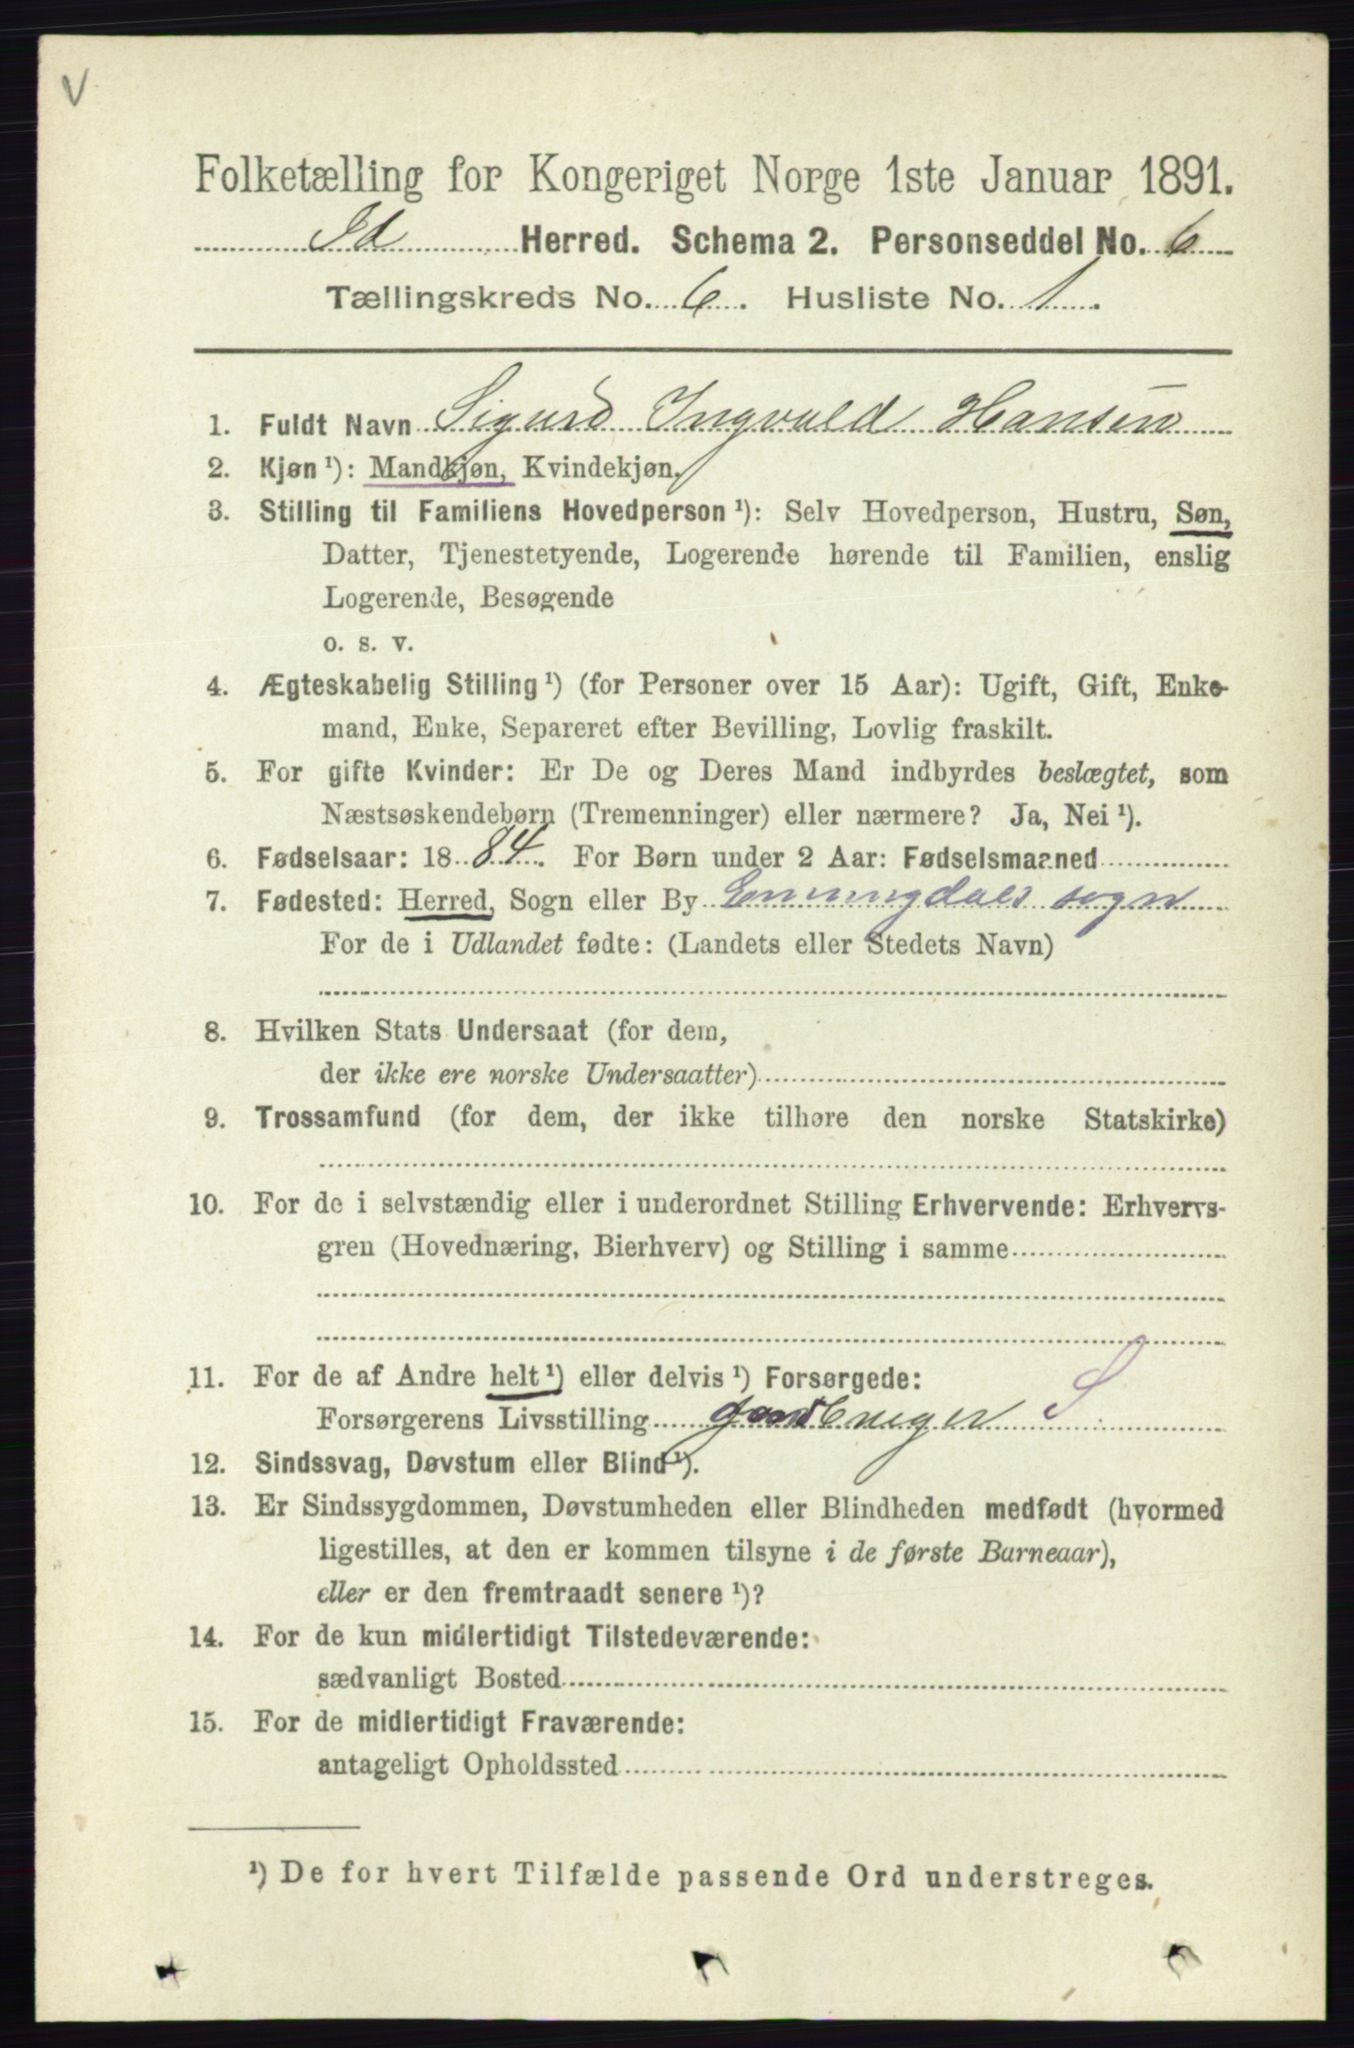 V
Folketælling for Kongeriget Norge 1ste Januar 1891.
Id Herred. Schema 2. Personseddel No. 6
Tællingskreds No. 6. Husliste No. 1.
1. Fuldt Navn Sigurd Ingvald Hansen
2. Kjøn ¹): Mandkjøn, Kvindekjøn.
3. Stilling til Familiens Hovedperson ¹): Selv Hovedperson, Hustru, Søn,
Datter, Tjenestetyende, Logerende hørende til Familien, enslig
Logerende, Besøgende
o. s. v.
4. Ægteskabelig Stilling ¹) (for Personer over 15 Aar): Ugift, Gift, Enke-
mand, Enke, Separeret efter Bevilling, Lovlig fraskilt.
5. For gifte Kvinder: Er De og Deres Mand indbyrdes beslægtet, som
Næstsøskendebørn (Tremenninger) eller nærmere? Ja, Nei ¹).
6. Fødselsaar: 1884. For Børn under 2 Aar: Fødselsmaaned
7. Fødested: Herred, Sogn eller By Enningdals sogn
For de i Udlandet fødte: (Landets eller Stedets Navn)
8. Hvilken Stats Undersaat (for dem,
der ikke ere norske Undersaatter)
9. Trossamfund (for dem, der ikke tilhøre den norske Statskirke)
10. For de i selvstændig eller i underordnet Stilling Erhvervende: Erhvervs-
gren (Hovednæring, Bierhverv) og Stilling i samme
11. For de af Andre helt ¹) eller delvis ¹) Forsørgede:
Forsørgerens Livsstilling Gaardbruger S
12. Sindssvag, Døvstum eller Blind ¹).
13. Er Sindssygdommen, Døvstumheden eller Blindheden medfødt (hvormed
ligestilles, at den er kommen tilsyne i de første Barneaar),
eller er den fremtraadt senere ¹)?
14. For de kun midlertidigt Tilstedeværende:
sædvanligt Bosted
15. For de midlertidigt Fraværende:
antageligt Opholdssted
¹) De for hvert Tilfælde passende Ord understreges.